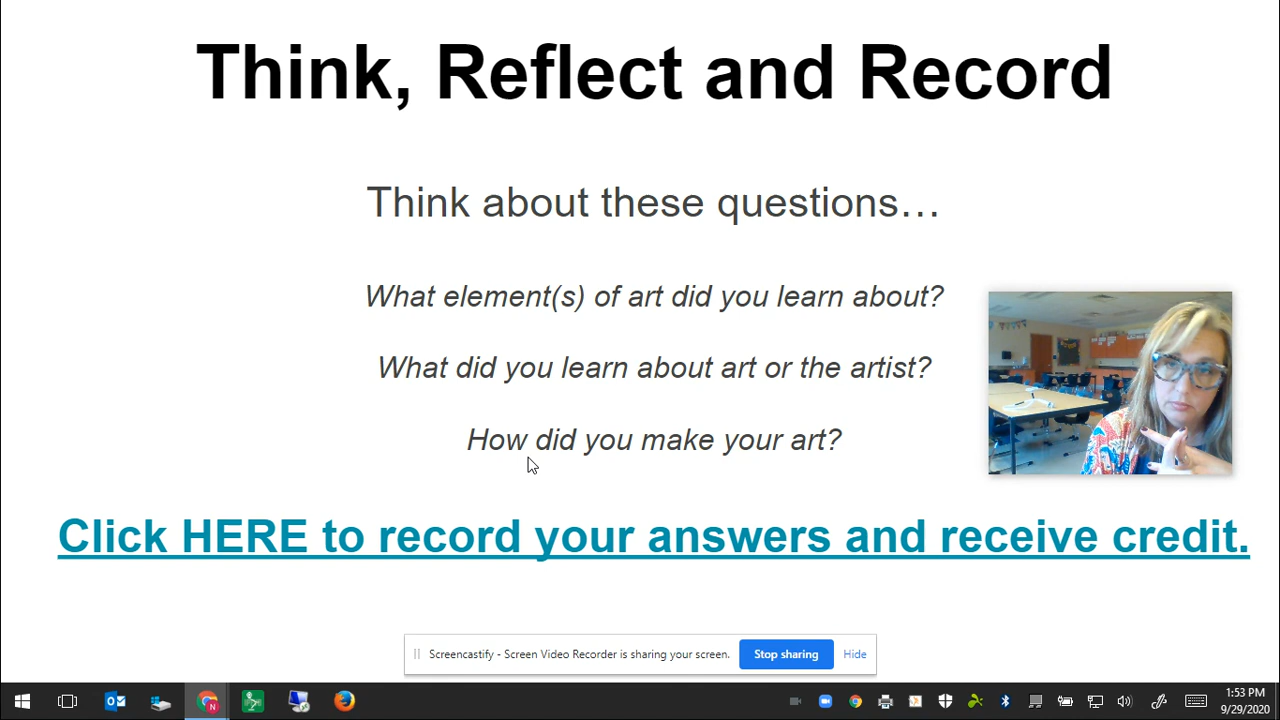 Think, Reflect and Record
Think about these questions…
What element(s) of art did you learn about?
What did you learn about art or the artist?
How did you make your art?
Click HERE to record your answers and receive credit.
Screencastify - Screen Video Recorder is sharing your screen. Stop sharing Hide
1:53 PM
9/29/2020